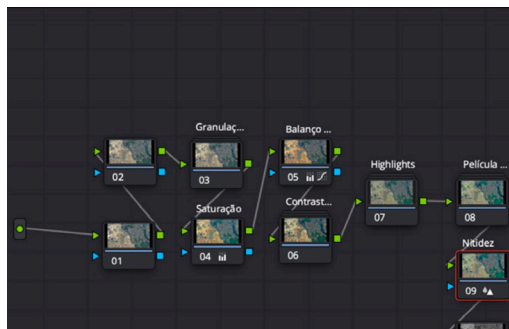 Granulaç...
Balanço ...
02
03
05
Highlights
Película ...
Saturação
Contrast...
07
08
01
04
06
Nitidez
09